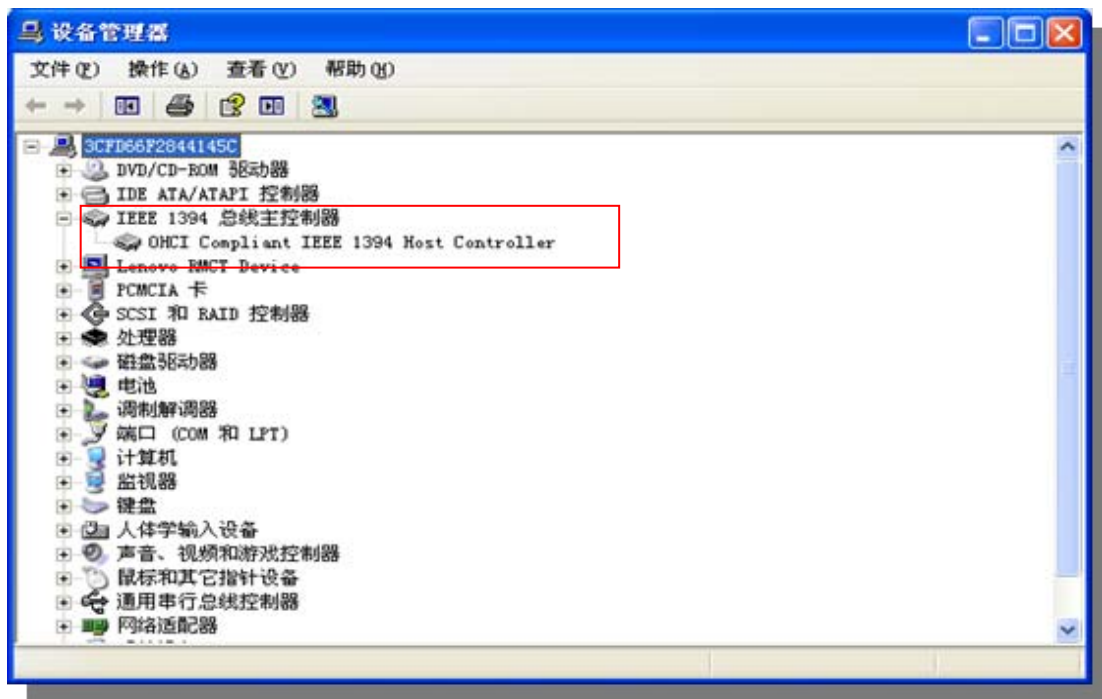 设备管理器
文件(F) 操作(A) 查看(V) 帮助(H)
3CFD66F2844145C
DVD/CD-ROM 驱动器
IDE ATA/ATAPI 控制器
IEEE 1394 总线主控制器
OHCI Compliant IEEE 1394 Host Controller
Lenovo RMCT Device
PCMCIA 卡
SCSI 和 RAID 控制器
处理器
磁盘驱动器
电池
调制解调器
端口 (COM 和 LPT)
计算机
监视器
键盘
人体学输入设备
声音、视频和游戏控制器
鼠标和其它指针设备
通用串行总线控制器
网络适配器